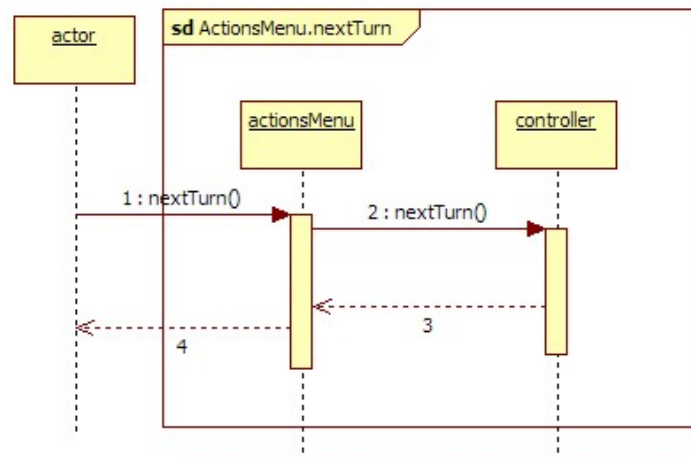 actor
sd ActionsMenu.nextTurn
actionsMenu
controller
1 : nextTurn()
2 : nextTurn()
3
4